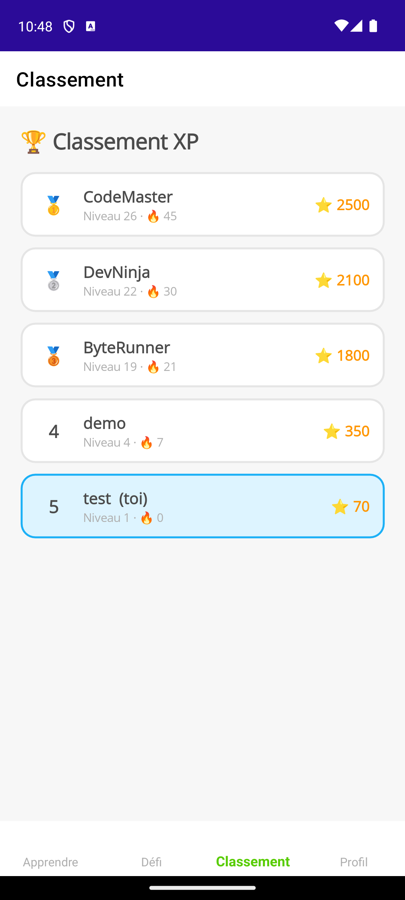 10:48
Classement
🏆 Classement XP
🥇 CodeMaster ⭐ 2500
Niveau 26 · 🔥 45
🥈 DevNinja ⭐ 2100
Niveau 22 · 🔥 30
🥉 ByteRunner ⭐ 1800
Niveau 19 · 🔥 21
4 demo ⭐ 350
Niveau 4 · 🔥 7
5 test (toi) ⭐ 70
Niveau 1 · 🔥 0
Apprendre Défi Classement Profil